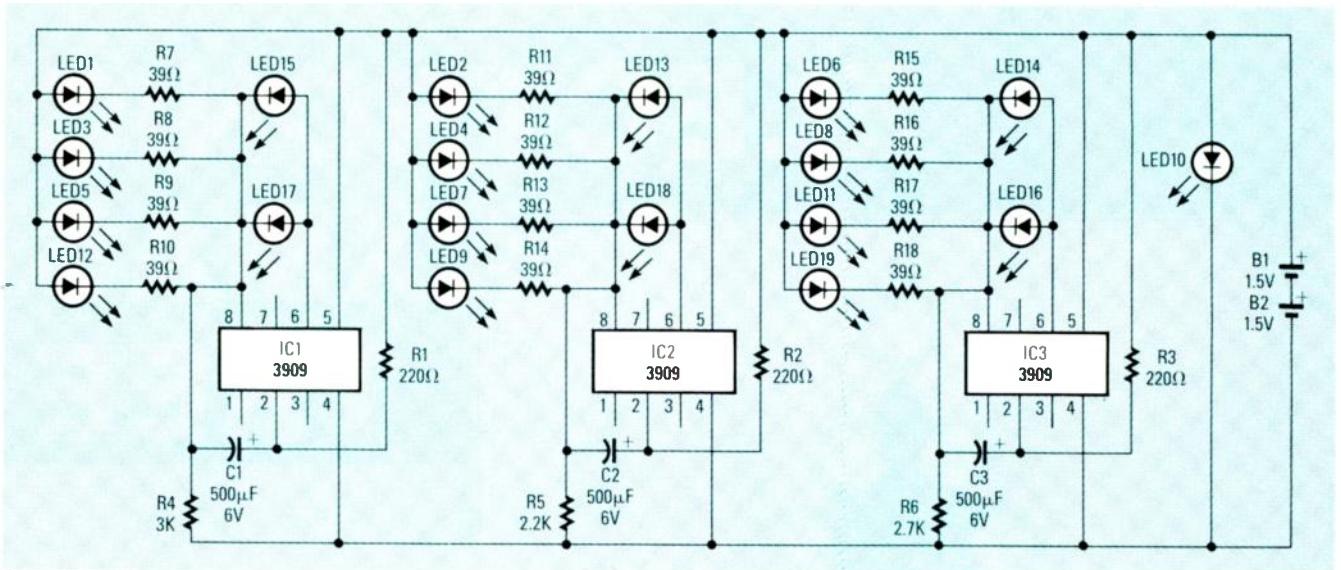 LED1
R7
39Ω
LED15
LED3
R8
39Ω
LED5
R9
39Ω
LED17
LED12
R10
39Ω
8 7 6 5
IC1
3909
1 2 3 4
R1
220Ω
C1
+
500µF
6V
R4
3K
LED2
R11
39Ω
LED13
LED4
R12
39Ω
LED7
R13
39Ω
LED18
LED9
R14
39Ω
8 7 6 5
IC2
3909
1 2 3 4
R2
220Ω
C2
+
500µF
6V
R5
2.2K
LED6
R15
39Ω
LED14
LED8
R16
39Ω
LED11
R17
39Ω
LED16
LED19
R18
39Ω
8 7 6 5
IC3
3909
1 2 3 4
R3
220Ω
C3
+
500µF
6V
R6
2.7K
LED10
B1
+
1.5V
B2
+
1.5V